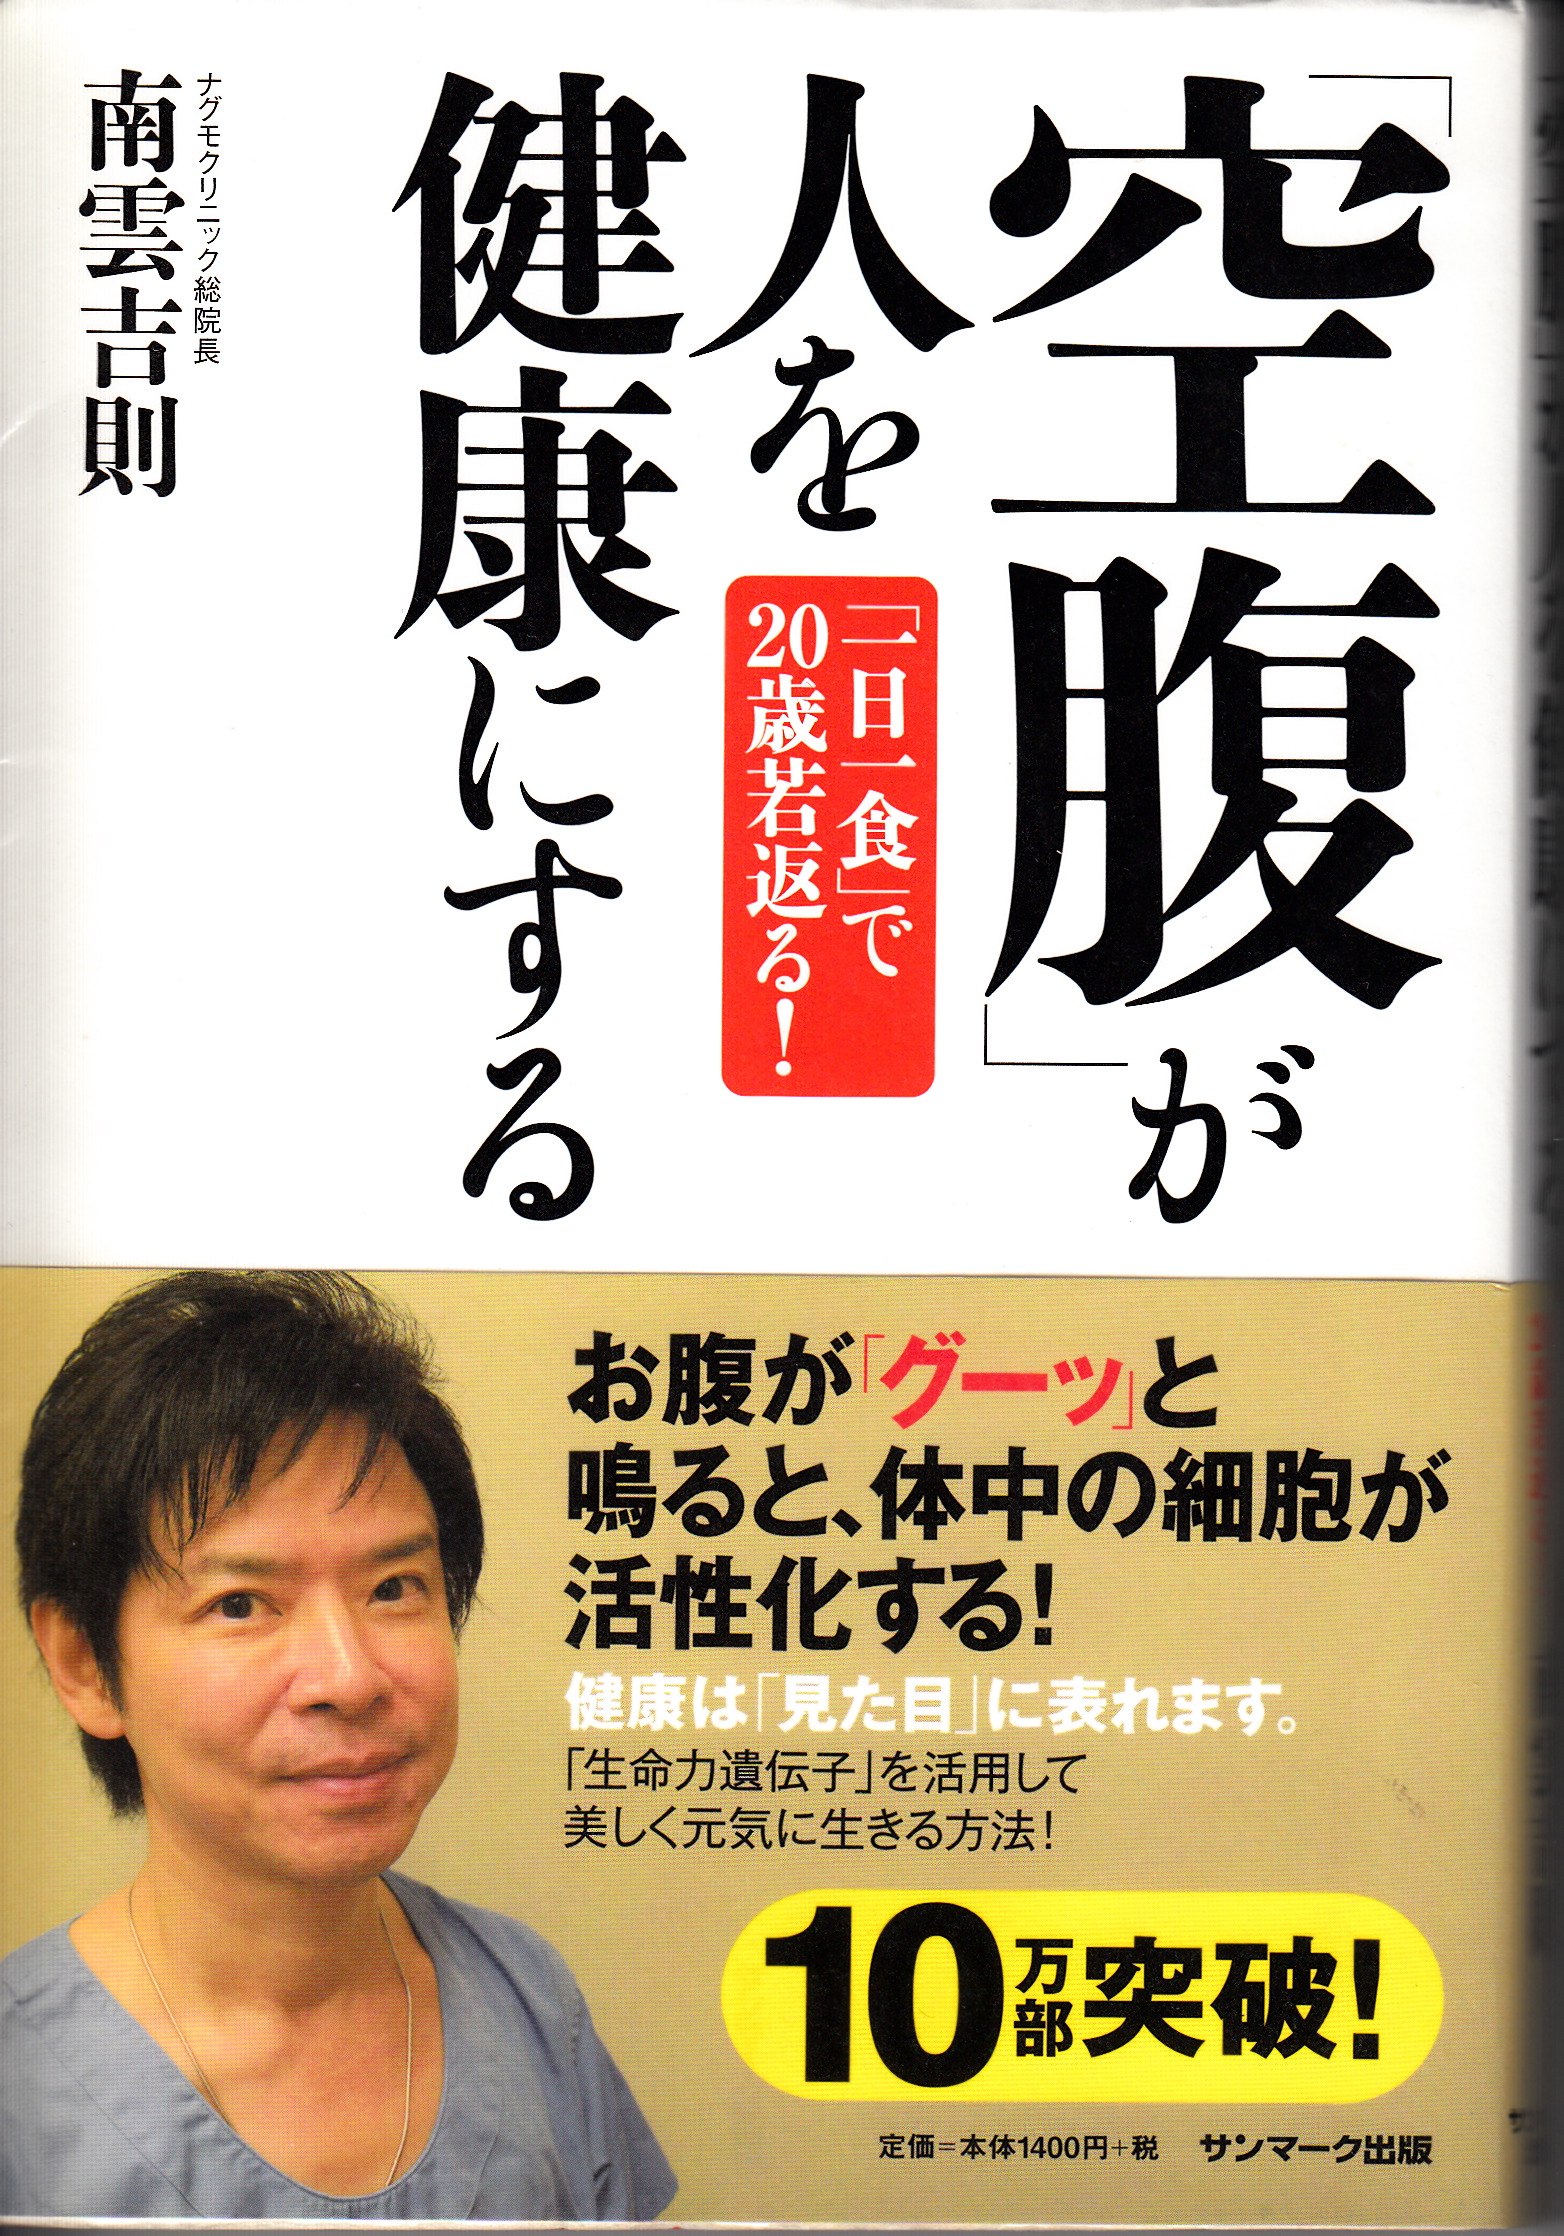 「空腹」が
人を
健康にする
「一日一食」で
20歳若返る！
ナグモクリニック総院長
南雲吉則
お腹が「グーッ」と
鳴ると、体中の細胞が
活性化する！
健康は「見た目」に表れます。
「生命力遺伝子」を活用して
美しく元気に生きる方法！
10万部突破！
定価=本体1400円+税 サンマーク出版